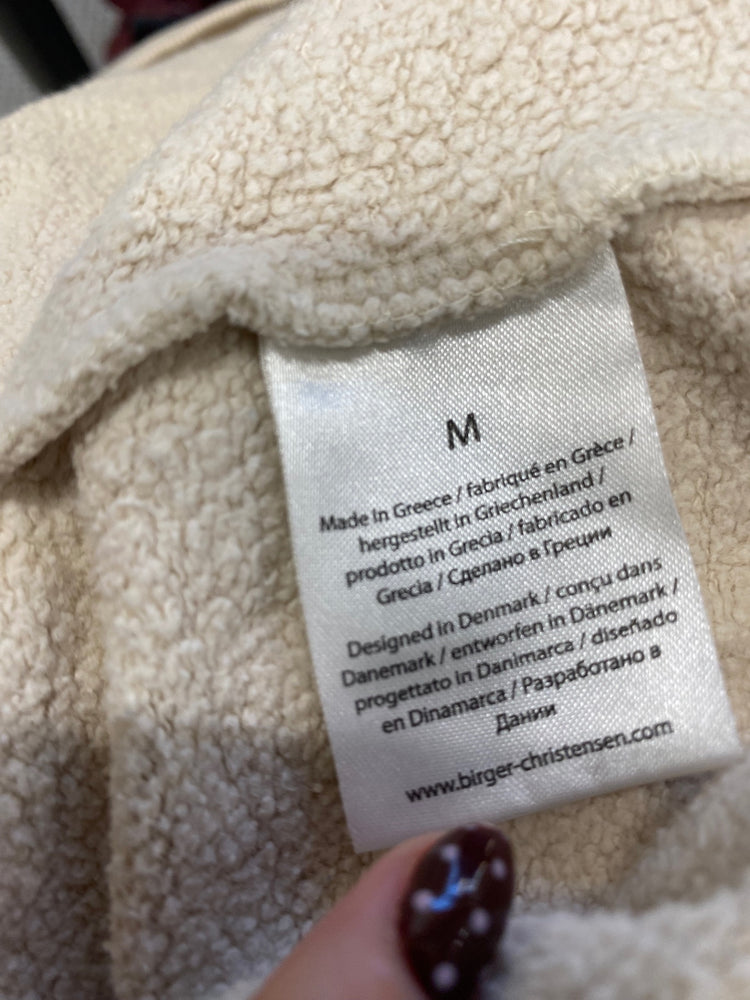 M
Made in Greece / fabriqué en Grèce /
hergestellt in Griechenland /
prodotto in Grecia / fabricado en
Grecia / Сделано в Греции
Designed in Denmark / conçu dans
Danemark / entworfen in Dänemark /
progettato in Danimarca / diseñado
en Dinamarca / Разработано в
Дании
www.birger-christensen.com